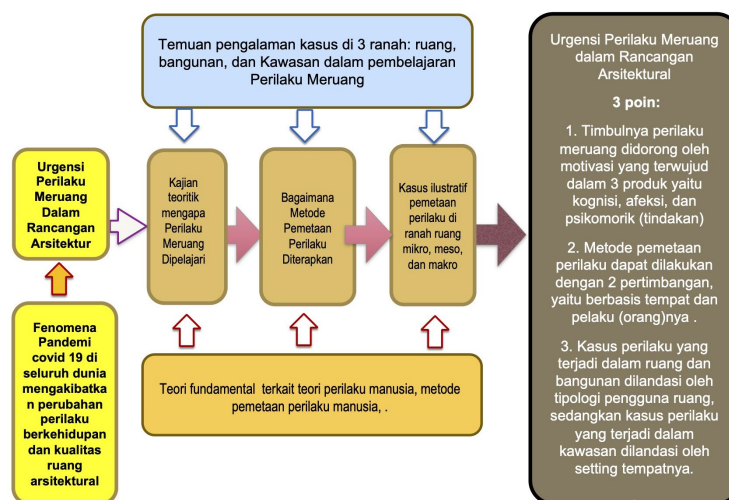 Temuan pengalaman kasus di 3 ranah: ruang,
bangunan, dan Kawasan dalam pembelajaran
Perilaku Meruang
Urgensi
Perilaku
Meruang
Dalam
Rancangan
Arsitektur
Fenomena
Pandemi
covid 19 di
seluruh dunia
mengakibatka
n perubahan
perilaku
berkehidupan
dan kualitas
ruang
arsitektural
Kajian
teoritik
mengapa
Perilaku
Meruang
Dipelajari
Bagaimana
Metode
Pemetaan
Perilaku
Diterapkan
Kasus ilustratif
pemetaan
perilaku di
ranah ruang
mikro, meso,
dan makro
Teori fundamental terkait teori perilaku manusia, metode
pemetaan perilaku manusia, .
Urgensi Perilaku Meruang
dalam Rancangan
Arsitektural
3 poin:
1. Timbulnya perilaku
meruang didorong oleh
motivasi yang terwujud
dalam 3 produk yaitu
kognisi, afeksi, dan
psikomorik (tindakan)
2. Metode pemetaan
perilaku dapat dilakukan
dengan 2 pertimbangan,
yaitu berbasis tempat dan
pelaku (orang)nya .
3. Kasus perilaku yang
terjadi dalam ruang dan
bangunan dilandasi oleh
tipologi pengguna ruang,
sedangkan kasus perilaku
yang terjadi dalam
kawasan dilandasi oleh
setting tempatnya.